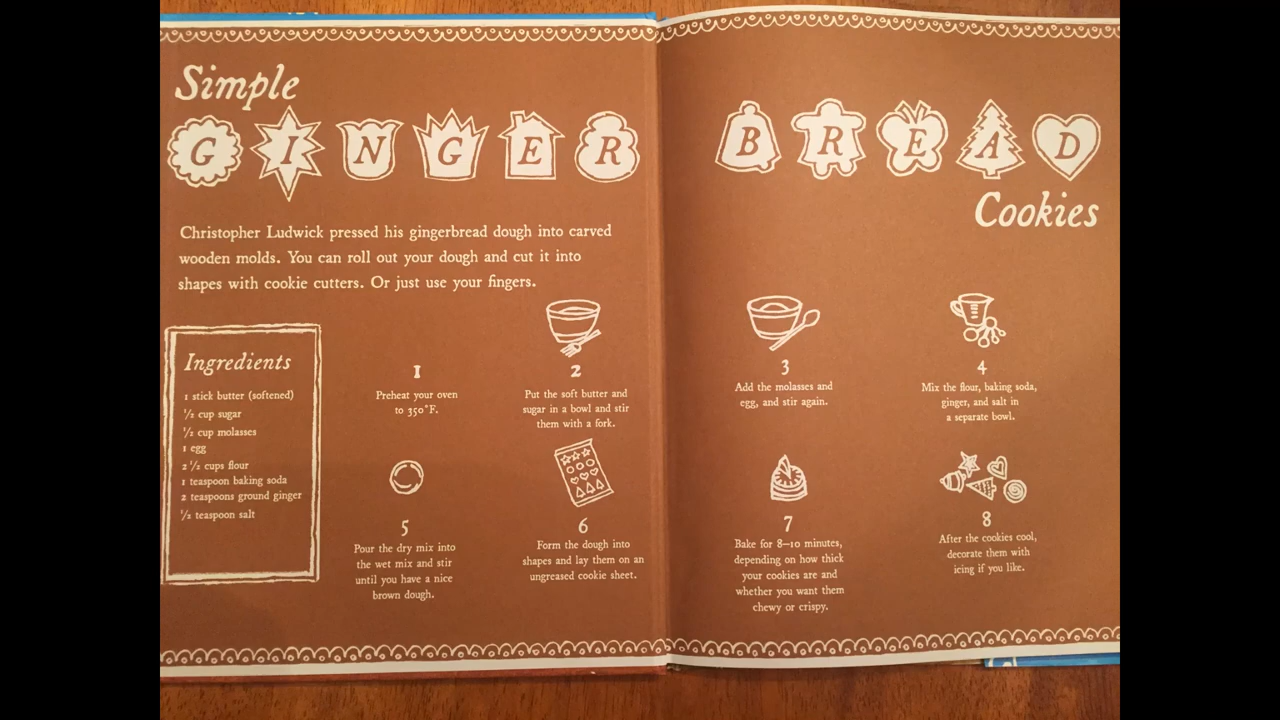 Simple
GINGER BREAD
Cookies
Christopher Ludwick pressed his gingerbread dough into carved
wooden molds. You can roll out your dough and cut it into
shapes with cookie cutters. Or just use your fingers.
Ingredients
1 stick butter (softened)
1/2 cup sugar
1/2 cup molasses
1 egg
2 1/2 cups flour
1 teaspoon baking soda
2 teaspoons ground ginger
1/2 teaspoon salt
1
Preheat your oven
to 350°F.
2
Put the soft butter and
sugar in a bowl and stir
them with a fork.
3
Add the molasses and
egg, and stir again.
4
Mix the flour, baking soda,
ginger, and salt in
a separate bowl.
5
Pour the dry mix into
the wet mix and stir
until you have a nice
brown dough.
6
Form the dough into
shapes and lay them on an
ungreased cookie sheet.
7
Bake for 8–10 minutes,
depending on how thick
your cookies are and
whether you want them
chewy or crispy.
8
After the cookies cool,
decorate them with
icing if you like.